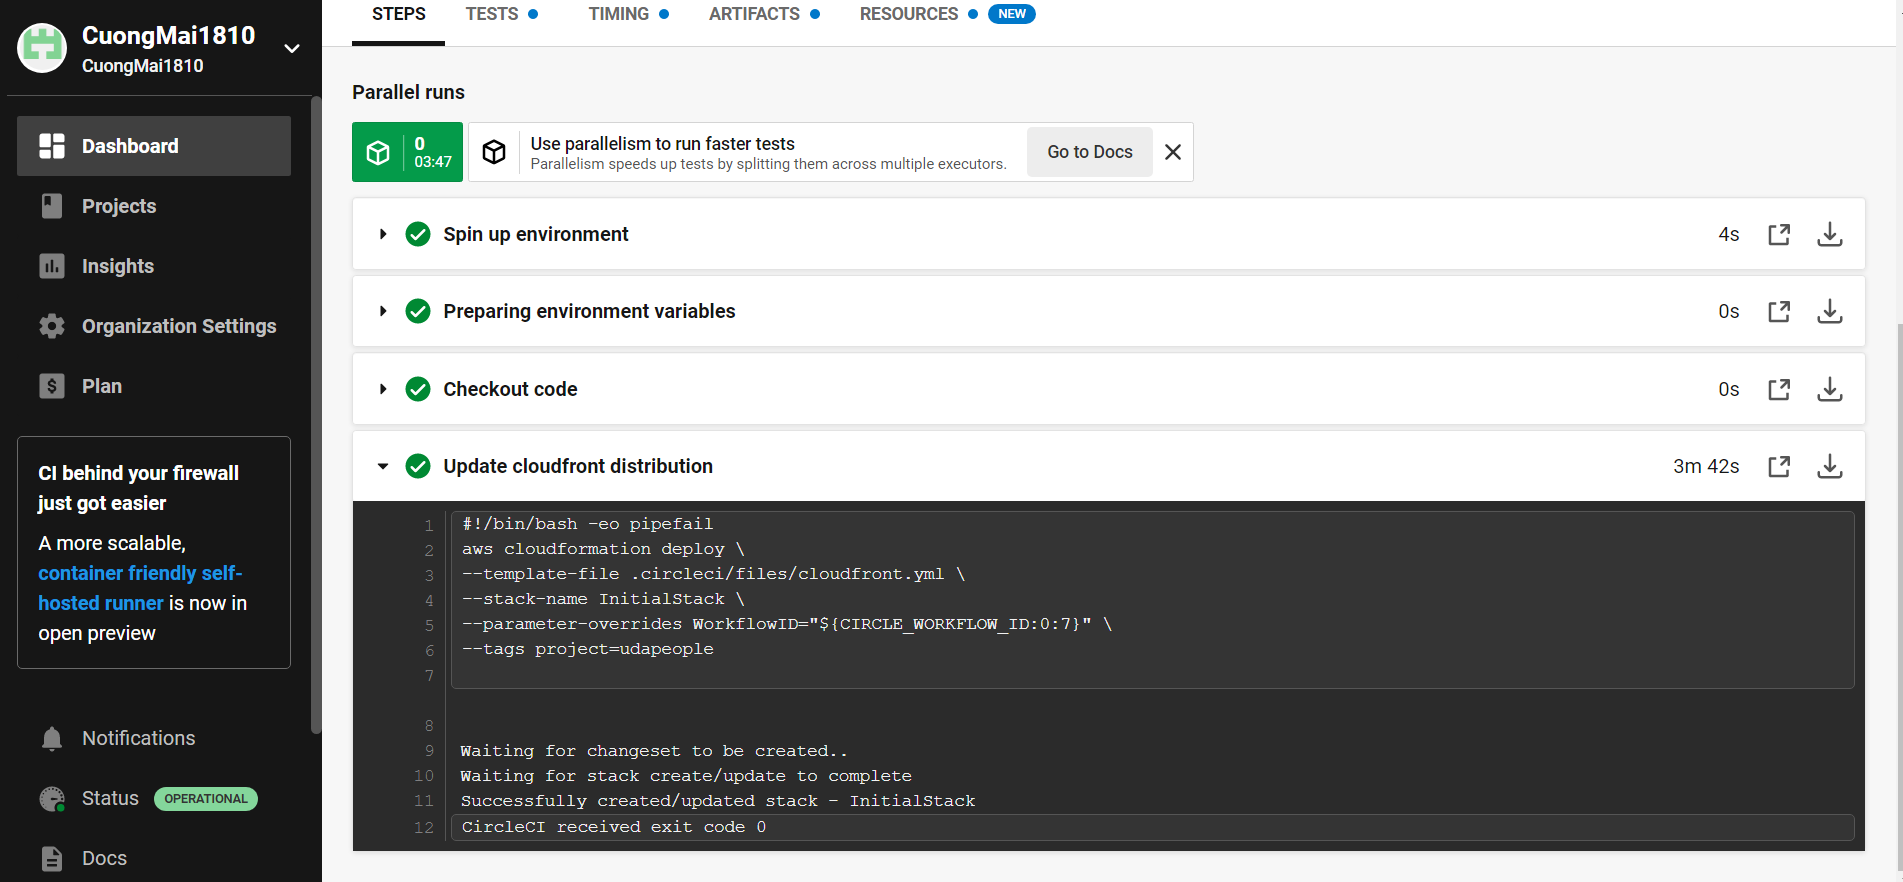 CuongMai1810
CuongMai1810
Dashboard
Projects
Insights
Organization Settings
Plan
CI behind your firewall
just got easier
A more scalable,
container friendly self-
hosted runner is now in
open preview
Notifications
Status OPERATIONAL
Docs
STEPS TESTS TIMING ARTIFACTS RESOURCES NEW
Parallel runs
0
03:47
Use parallelism to run faster tests
Parallelism speeds up tests by splitting them across multiple executors.
Go to Docs
Spin up environment 4s
Preparing environment variables 0s
Checkout code 0s
Update cloudfront distribution 3m 42s
1 #!/bin/bash -eo pipefail
2 aws cloudformation deploy \
3 --template-file .circleci/files/cloudfront.yml \
4 --stack-name InitialStack \
5 --parameter-overrides WorkflowID="${CIRCLE_WORKFLOW_ID:0:7}" \
6 --tags project=udapeople
7
8
9 Waiting for changeset to be created..
10 Waiting for stack create/update to complete
11 Successfully created/updated stack - InitialStack
12 CircleCI received exit code 0